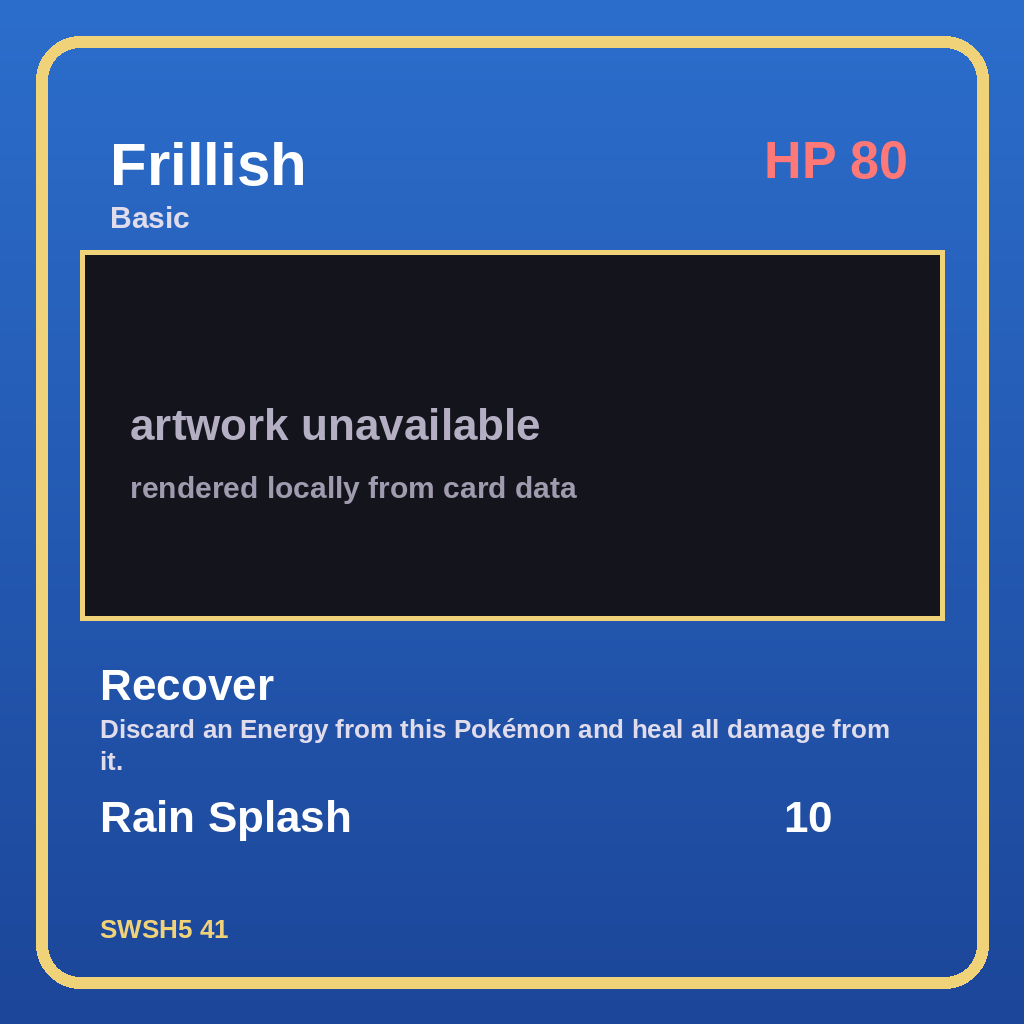 Frillish
HP 80
Basic
artwork unavailable
rendered locally from card data
Recover
Discard an Energy from this Pokémon and heal all damage from
it.
Rain Splash
10
SWSH5 41